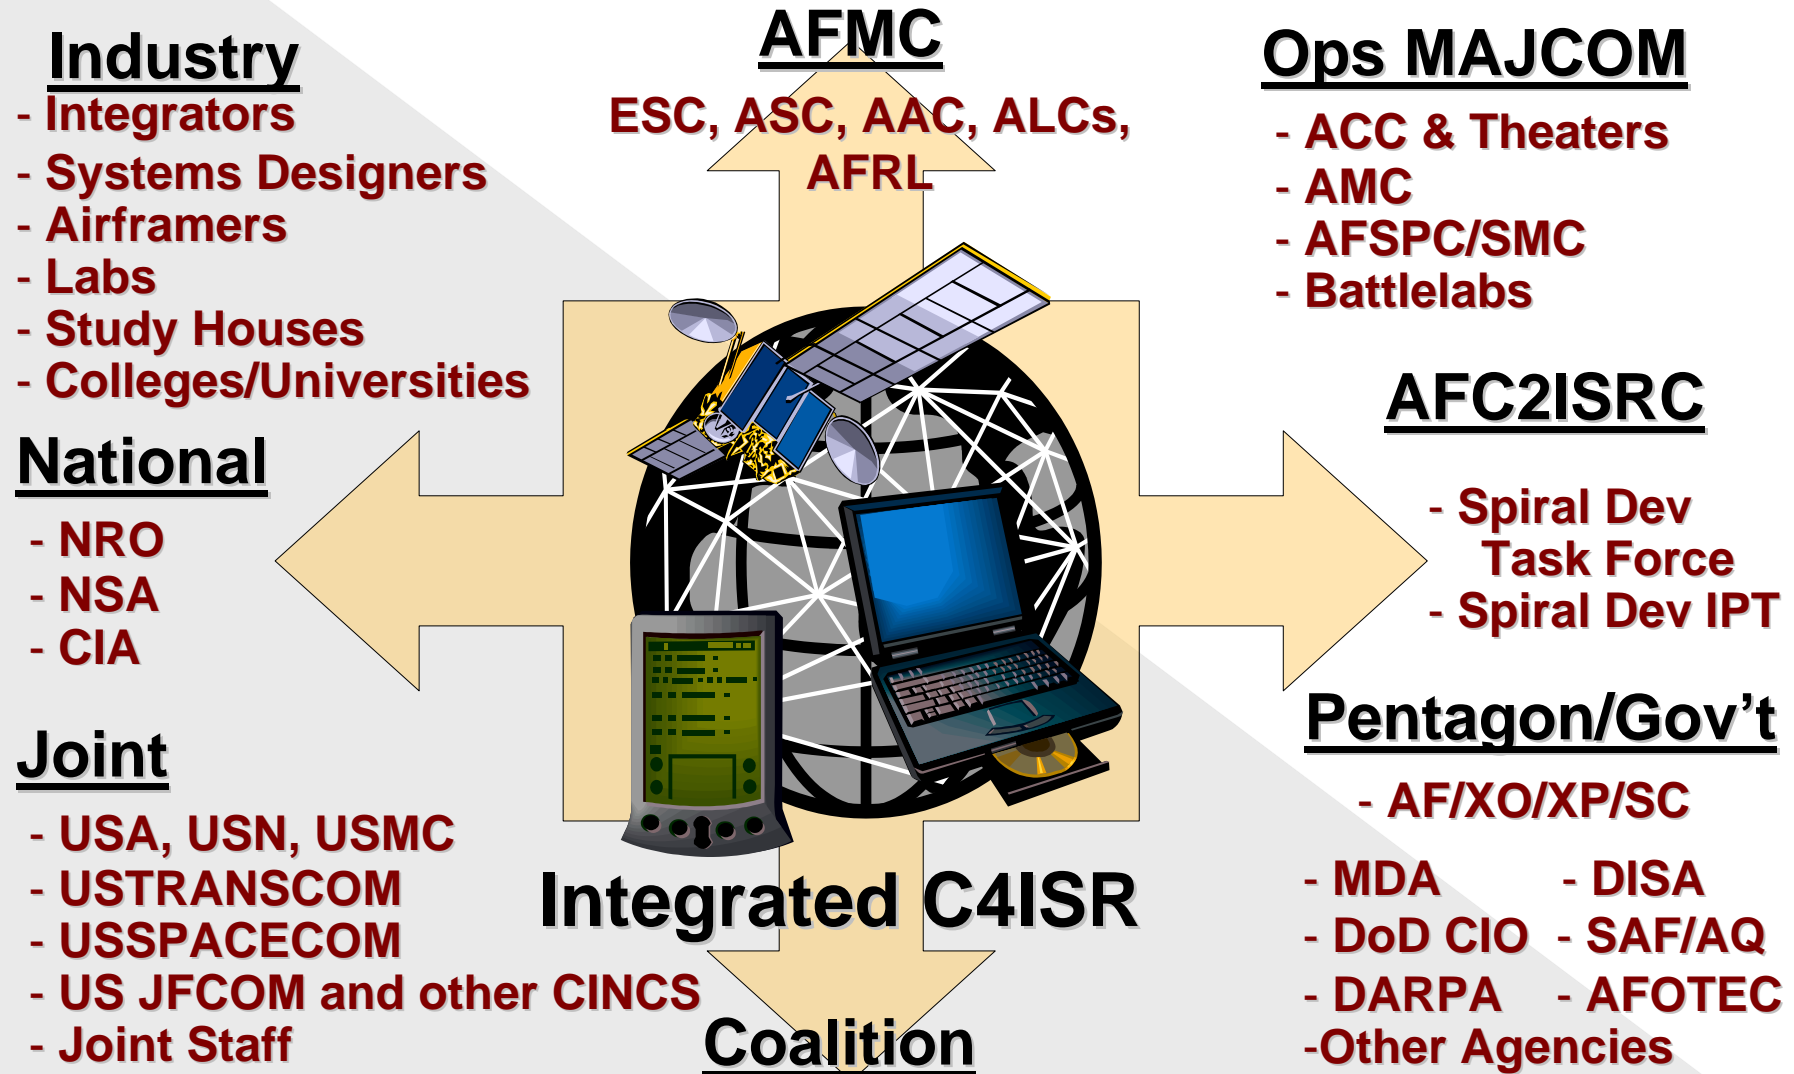 Industry
- Integrators
- Systems Designers
- Airframers
- Labs
- Study Houses
- Colleges/Universities
National
- NRO
- NSA
- CIA
Joint
- USA, USN, USMC
- USTRANSCOM
- USSPACECOM
- US JFCOM and other CINCS
- Joint Staff
AFMC
ESC, ASC, AAC, ALCs,
AFRL
Integrated C4ISR
Coalition
Ops MAJCOM
- ACC & Theaters
- AMC
- AFSPC/SMC
- Battlelabs
AFC2ISRC
- Spiral Dev
Task Force
- Spiral Dev IPT
Pentagon/Gov't
- AF/XO/XP/SC
- MDA - DISA
- DoD CIO - SAF/AQ
- DARPA - AFOTEC
-Other Agencies